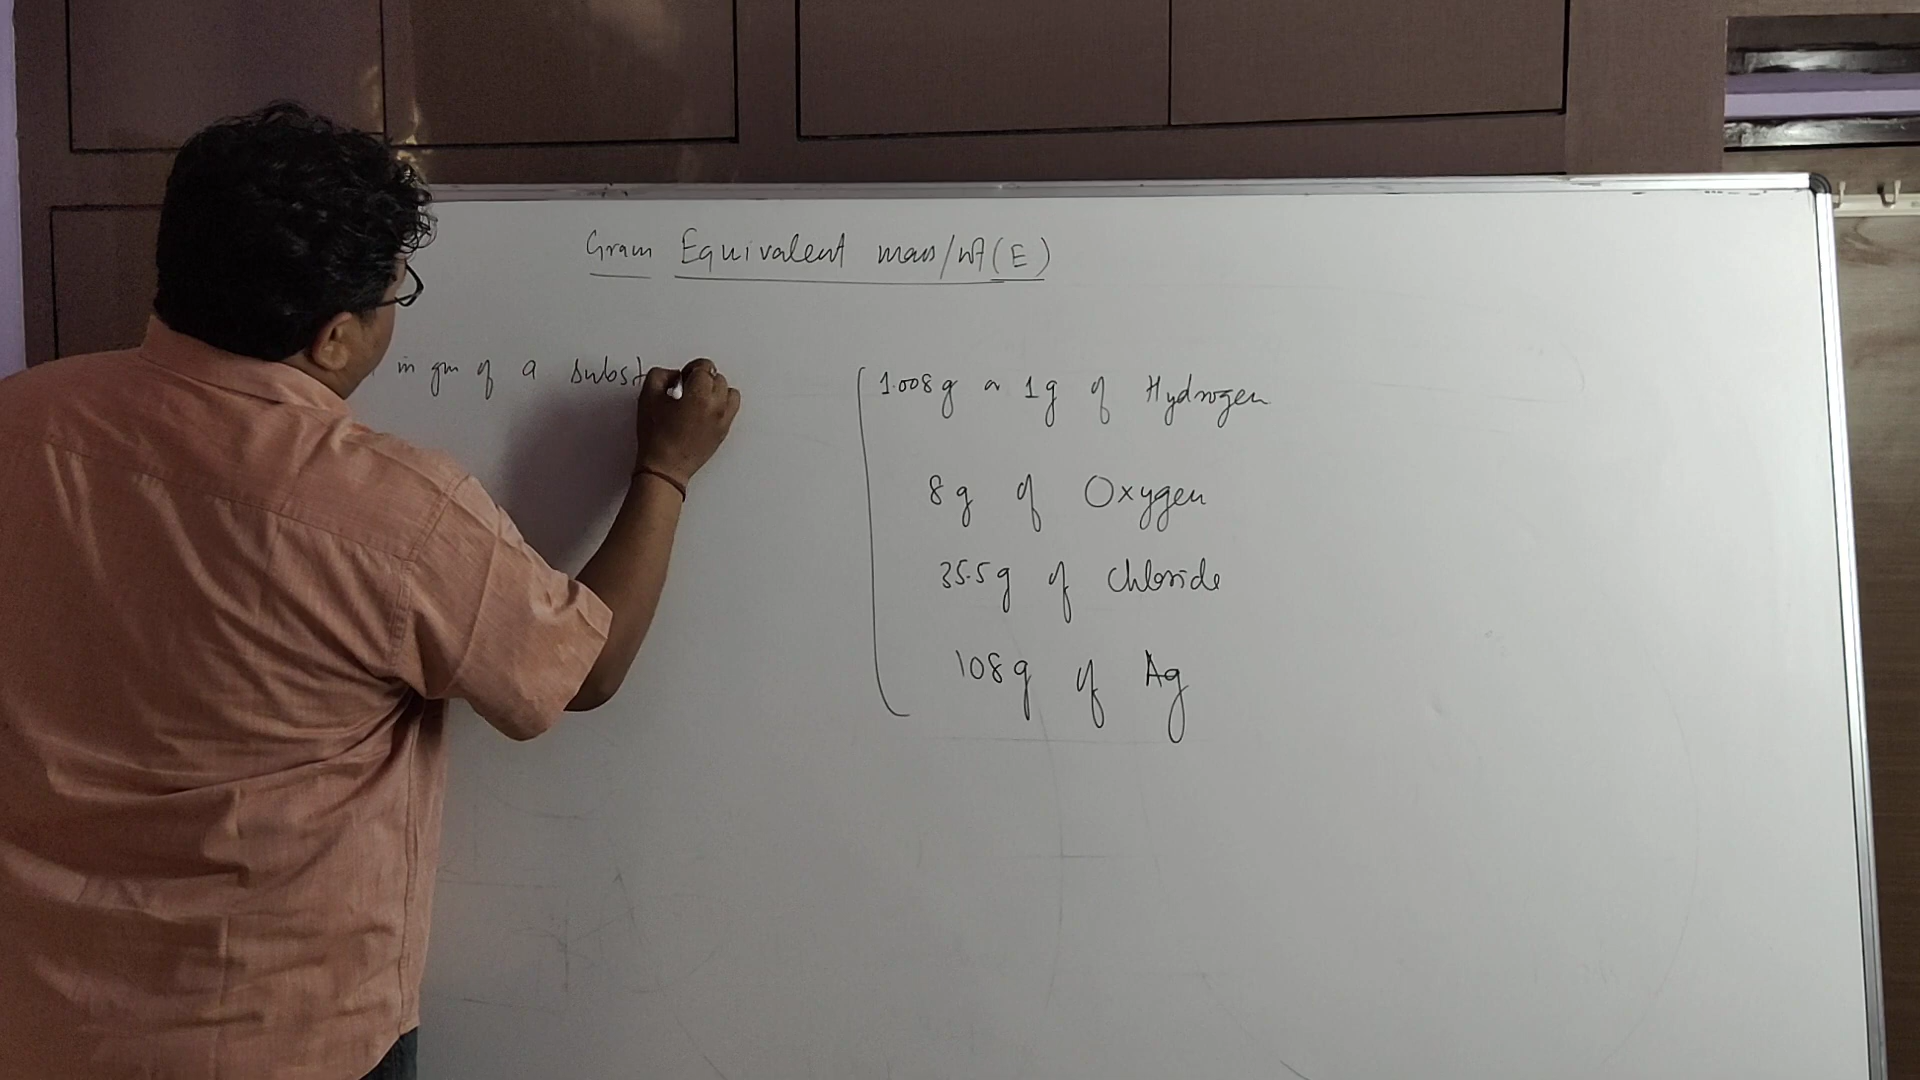 Gram Equivalent mass/wt (E)
in gm of a subst
1.008g or 1g of Hydrogen
8g of Oxygen
35.5g of Chloride
108g of Ag